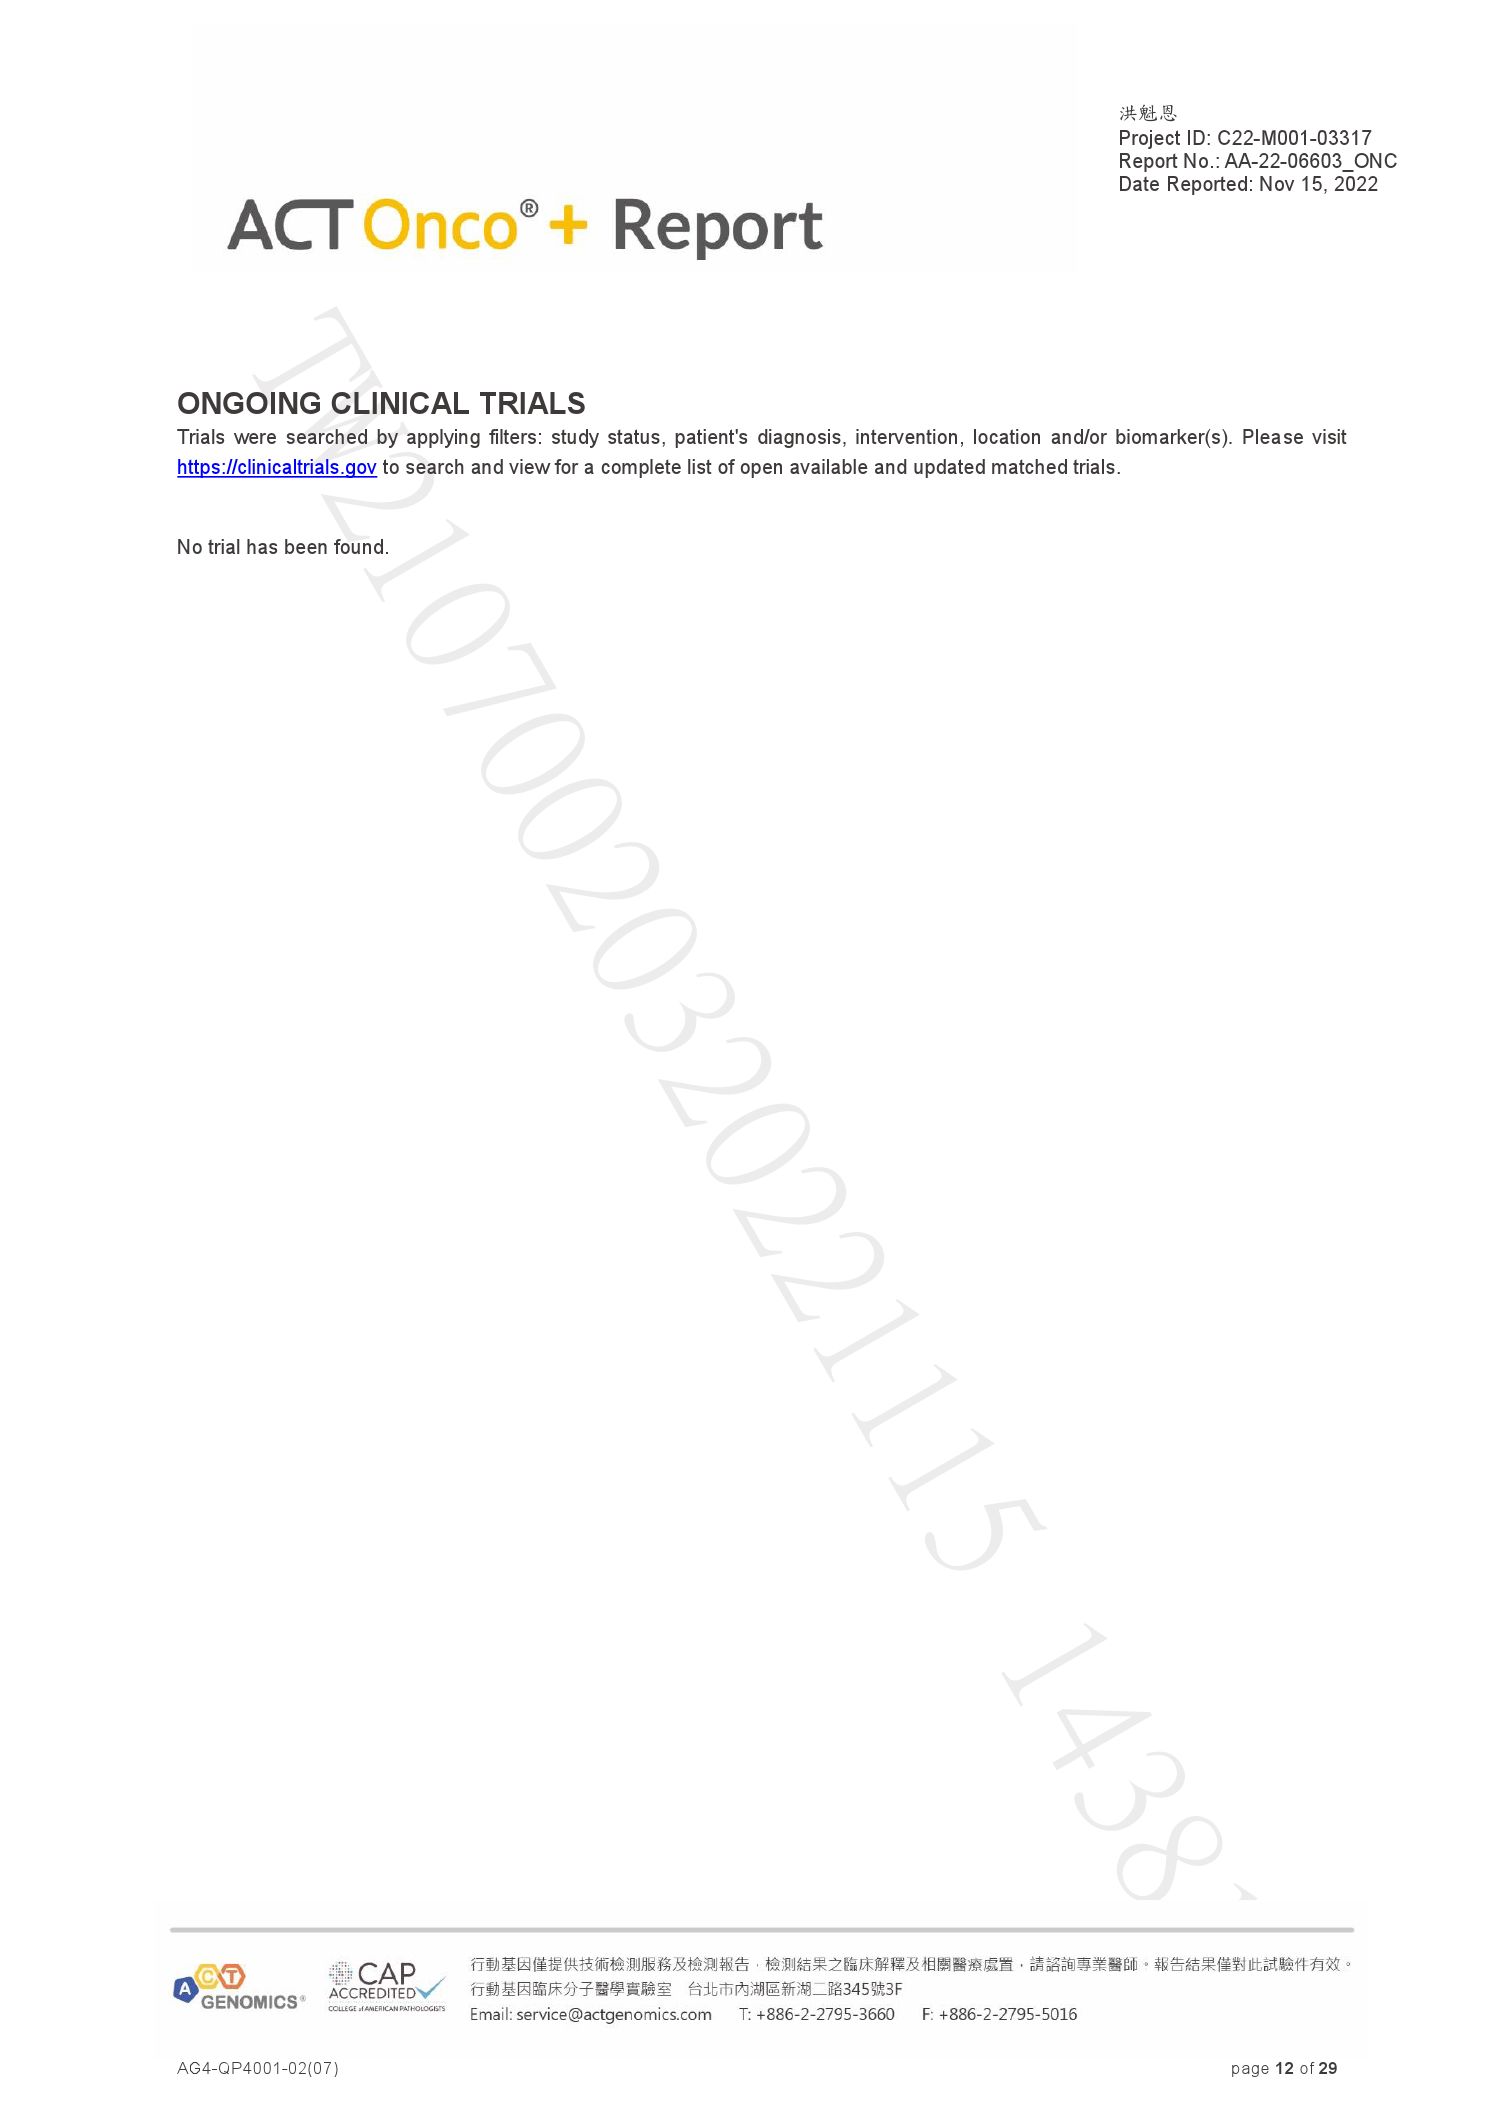 洪魁恩
Project ID: C22-M001-03317
Report No.: AA-22-06603_ONC
Date Reported: Nov 15, 2022
ACTOnco®+ Report
ONGOING CLINICAL TRIALS
Trials were searched by applying filters: study status, patient's diagnosis, intervention, location and/or biomarker(s). Please visit
https://clinicaltrials.gov to search and view for a complete list of open available and updated matched trials.
No trial has been found.
TW21070020320221115 1438
ACT
GENOMICS®
CAP
ACCREDITED
COLLEGE of AMERICAN PATHOLOGISTS
行動基因僅提供技術檢測服務及檢測報告，檢測結果之臨床解釋及相關醫療處置，請諮詢專業醫師。報告結果僅對此試驗件有效。
行動基因臨床分子醫學實驗室 台北市內湖區新湖二路345號3F
Email: service@actgenomics.com T: +886-2-2795-3660 F: +886-2-2795-5016
AG4-QP4001-02(07)
page 12 of 29